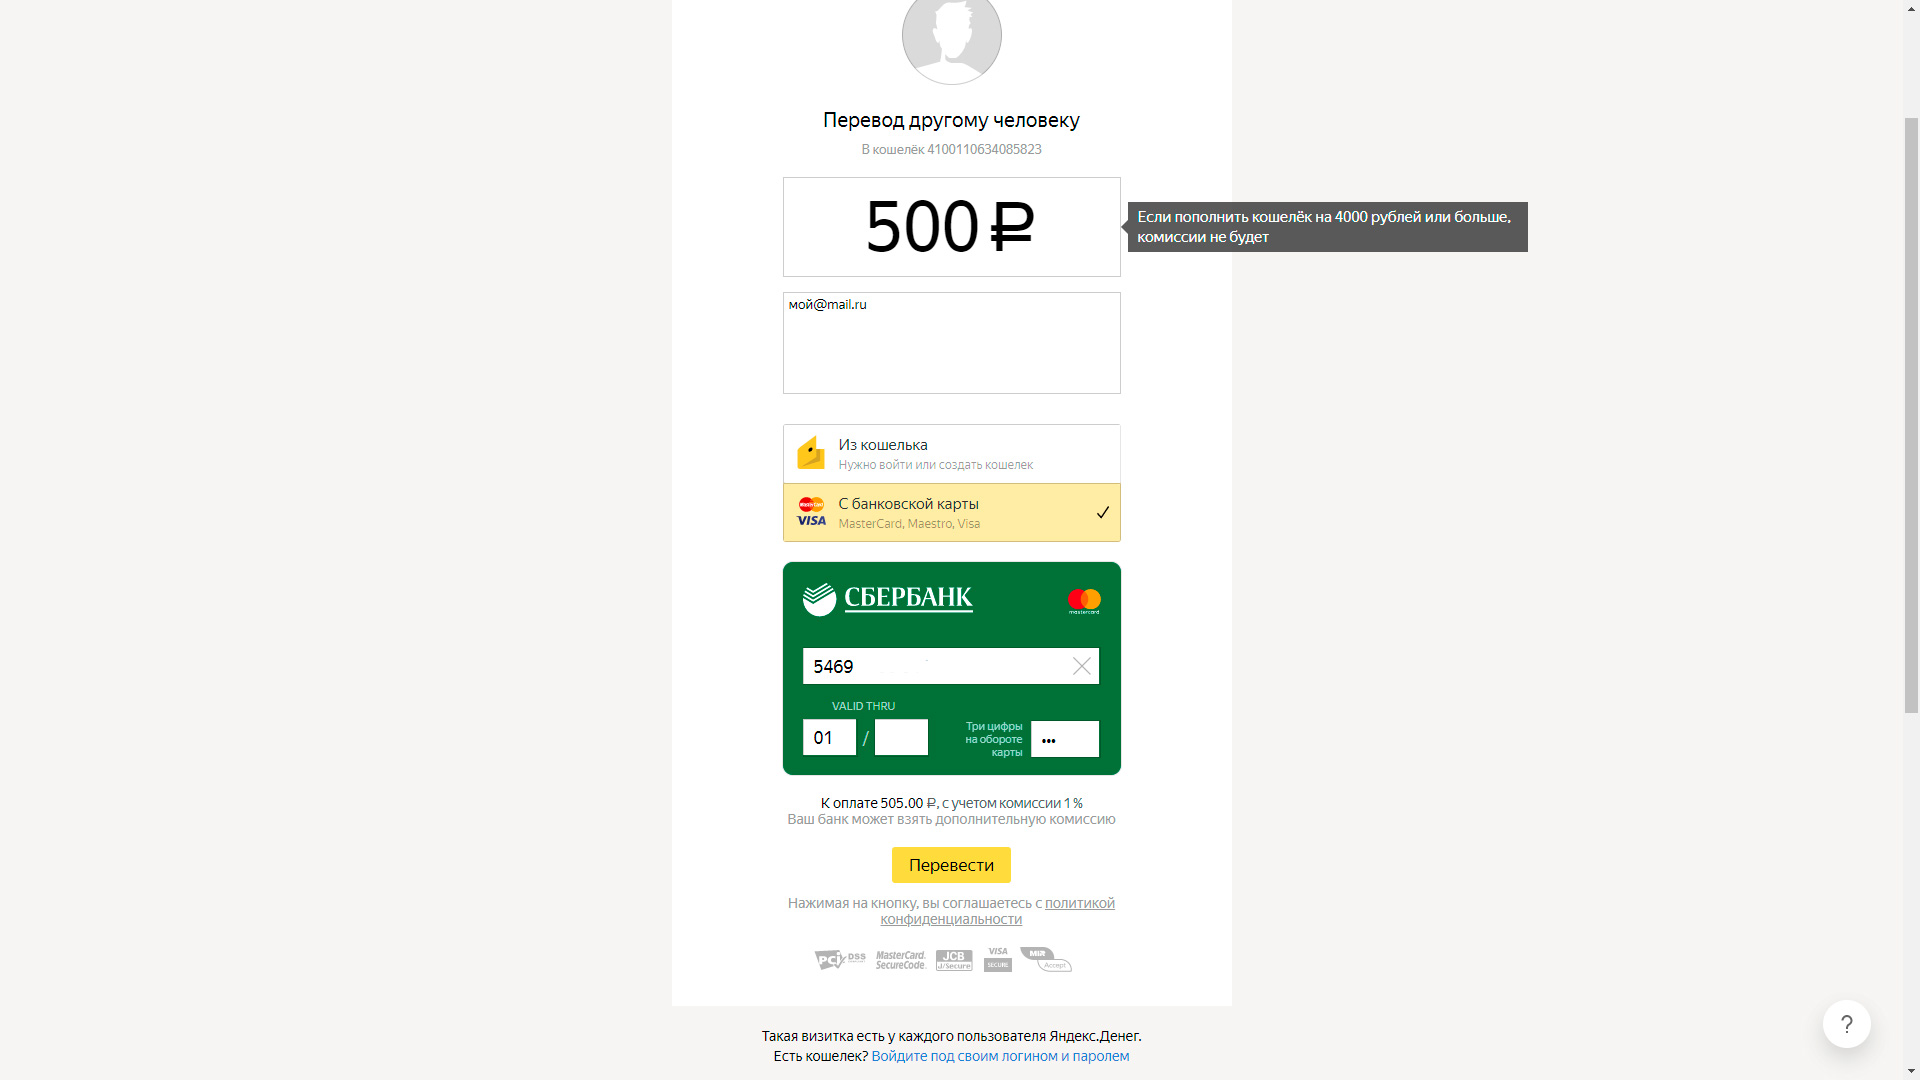 Перевод другому человеку
В кошелёк 4100110634085823
500 ₽
Если пополнить кошелёк на 4000 рублей или больше,
комиссии не будет
мой@mail.ru
Из кошелька
Нужно войти или создать кошелек
MasterCard
VISA
С банковской карты
MasterCard, Maestro, Visa
СБЕРБАНК
mastercard
5469
VALID THRU
01 /
Три цифры
на обороте
карты
•••
К оплате 505.00 ₽, с учетом комиссии 1 %
Ваш банк может взять дополнительную комиссию
Перевести
Нажимая на кнопку, вы соглашаетесь с политикой
конфиденциальности
PCI DSS
MasterCard.
SecureCode.
JCB
J/Secure
VISA
SECURE
МИР
Accept
?
Такая визитка есть у каждого пользователя Яндекс.Денег.
Есть кошелек? Войдите под своим логином и паролем